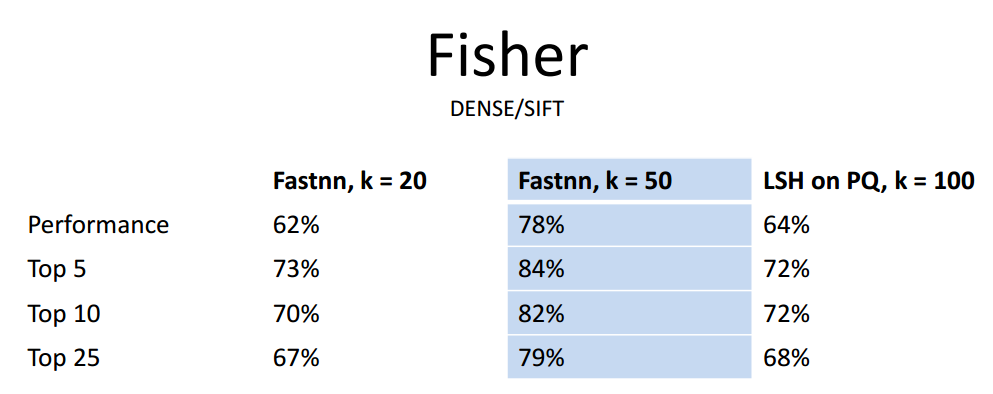 Fisher
DENSE/SIFT
Fastnn, k = 20 Fastnn, k = 50 LSH on PQ, k = 100
Performance 62% 78% 64%
Top 5 73% 84% 72%
Top 10 70% 82% 72%
Top 25 67% 79% 68%